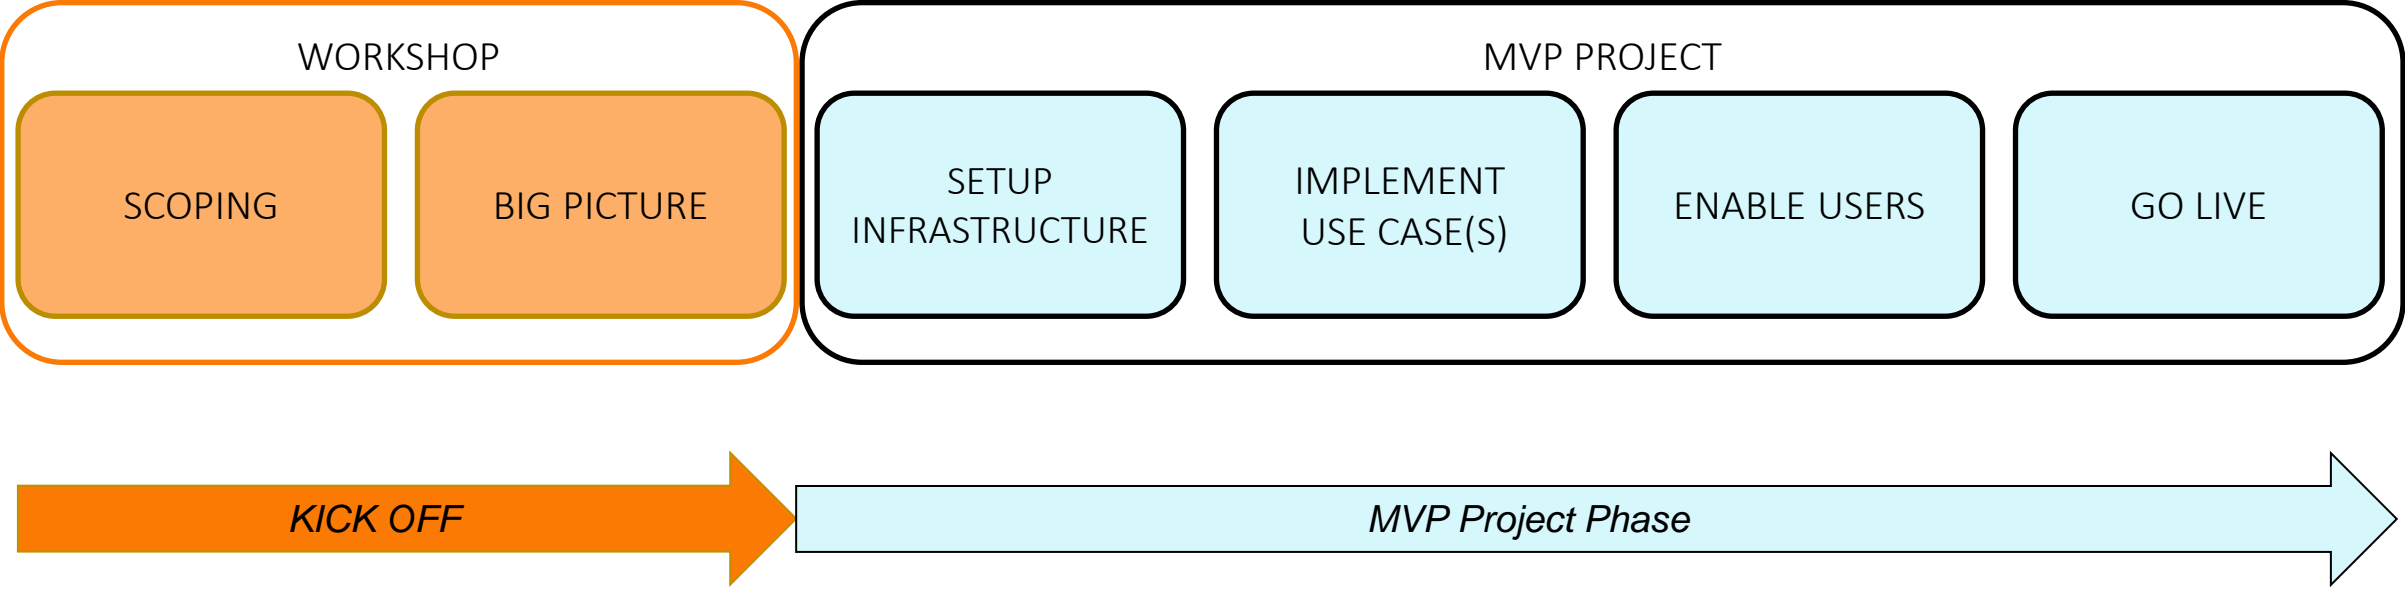 WORKSHOP
MVP PROJECT
SCOPING
BIG PICTURE
SETUP
INFRASTRUCTURE
IMPLEMENT
USE CASE(S)
ENABLE USERS
GO LIVE
KICK OFF
MVP Project Phase